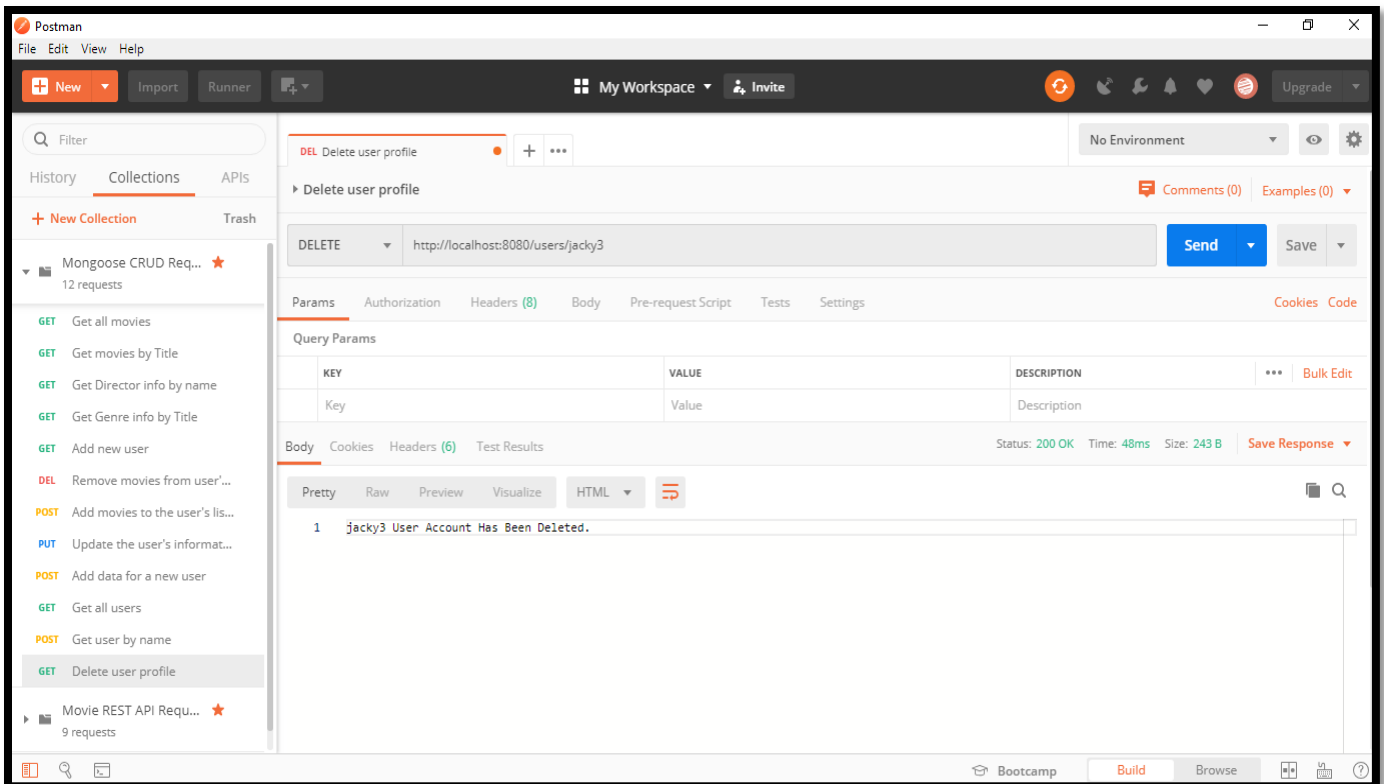 Postman
File Edit View Help
New Import Runner My Workspace Invite Upgrade
Filter
History Collections APIs
+ New Collection Trash
Mongoose CRUD Req...
12 requests
GET Get all movies
GET Get movies by Title
GET Get Director info by name
GET Get Genre info by Title
GET Add new user
DEL Remove movies from user'...
POST Add movies to the user's lis...
PUT Update the user's informat...
POST Add data for a new user
GET Get all users
POST Get user by name
GET Delete user profile
Movie REST API Requ...
9 requests
DEL Delete user profile
No Environment
Delete user profile
Comments (0) Examples (0)
DELETE http://localhost:8080/users/jacky3 Send Save
Params Authorization Headers (8) Body Pre-request Script Tests Settings Cookies Code
Query Params
KEY VALUE DESCRIPTION ••• Bulk Edit
Key Value Description
Body Cookies Headers (6) Test Results Status: 200 OK Time: 48ms Size: 243 B Save Response
Pretty Raw Preview Visualize HTML
1 jacky3 User Account Has Been Deleted.
Bootcamp Build Browse